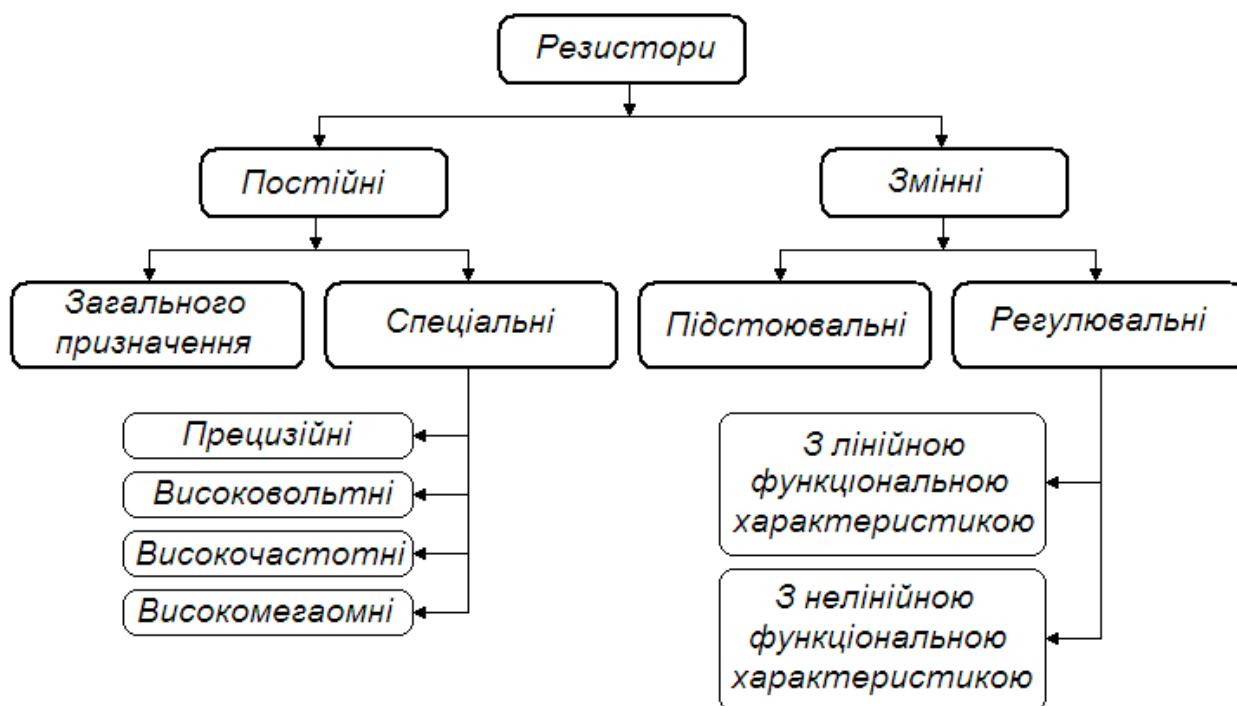 Резистори
Постійні
Змінні
Загального
призначення
Спеціальні
Підстоювальні
Регулювальні
Прецизійні
Високовольтні
Високочастотні
Високомегаомні
З лінійною
функціональною
характеристикою
З нелінійною
функціональною
характеристикою